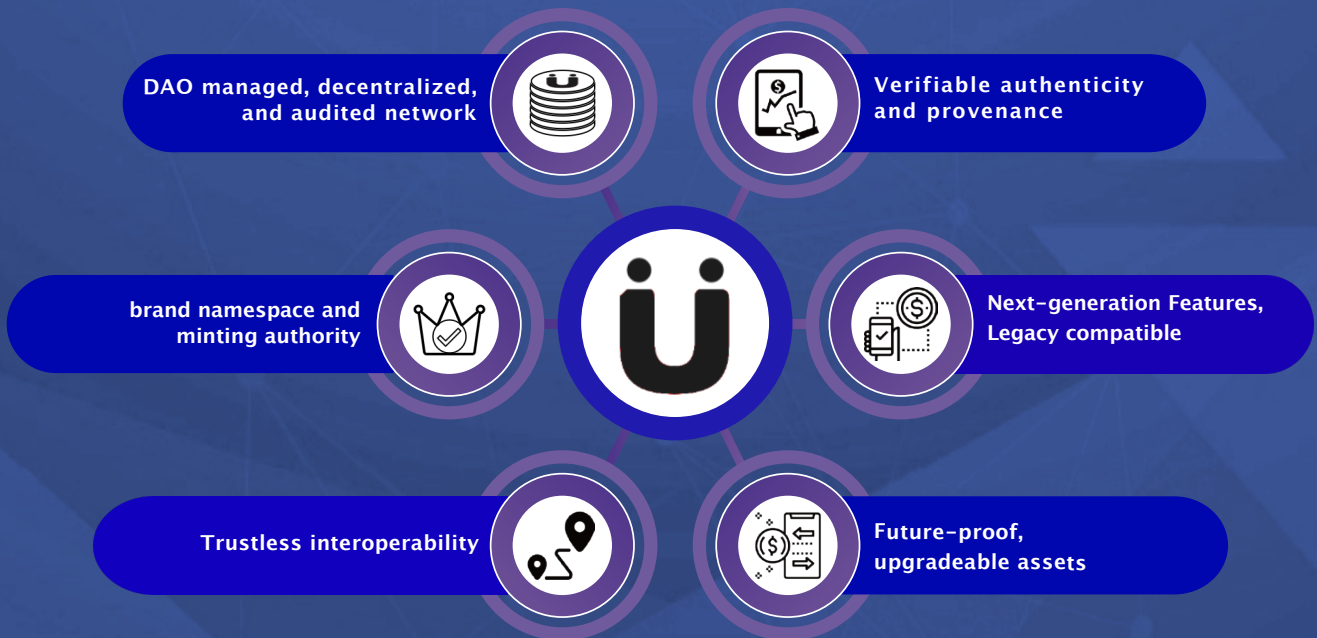 DAO managed, decentralized,
and audited network
Verifiable authenticity
and provenance
brand namespace and
minting authority
Ü
Next-generation Features,
Legacy compatible
Trustless interoperability
Future-proof,
upgradeable assets